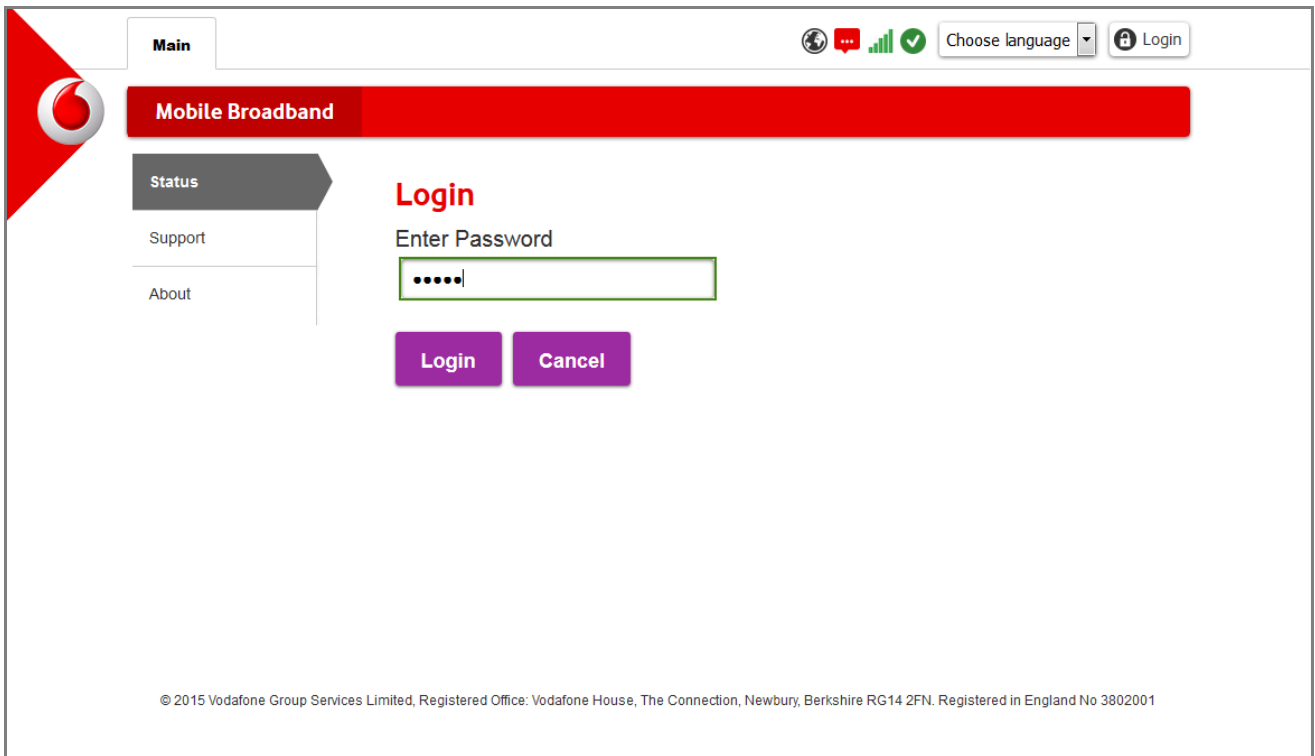 Main
Choose language
Login
Mobile Broadband
Status
Support
About
Login
Enter Password
•••••
Login Cancel
© 2015 Vodafone Group Services Limited, Registered Office: Vodafone House, The Connection, Newbury, Berkshire RG14 2FN. Registered in England No 3802001